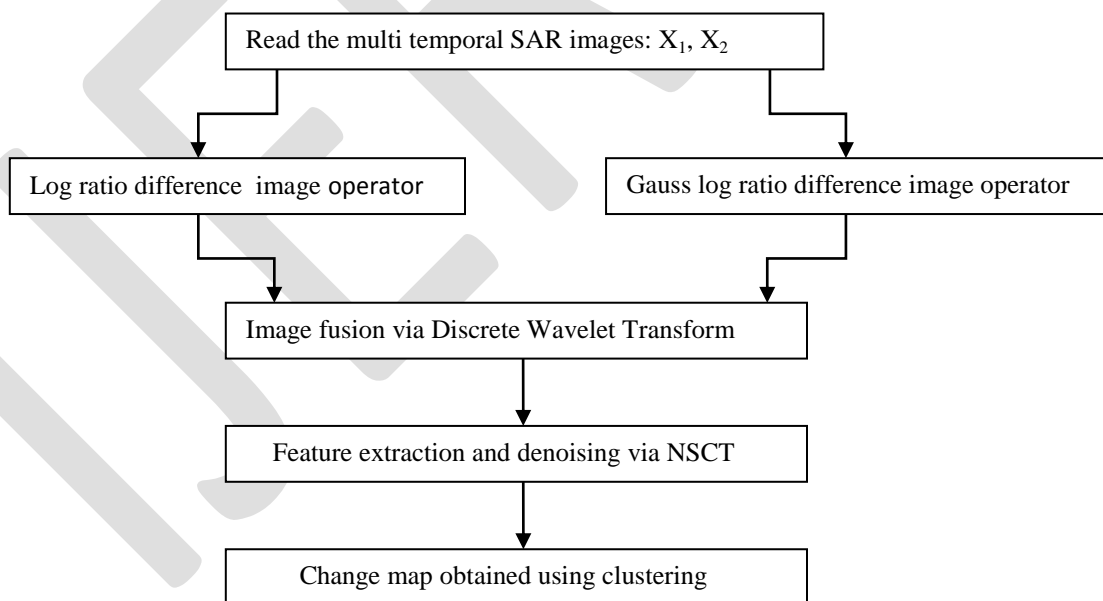 Read the multi temporal SAR images: X₁, X₂
Log ratio difference image operator
Gauss log ratio difference image operator
Image fusion via Discrete Wavelet Transform
Feature extraction and denoising via NSCT
Change map obtained using clustering